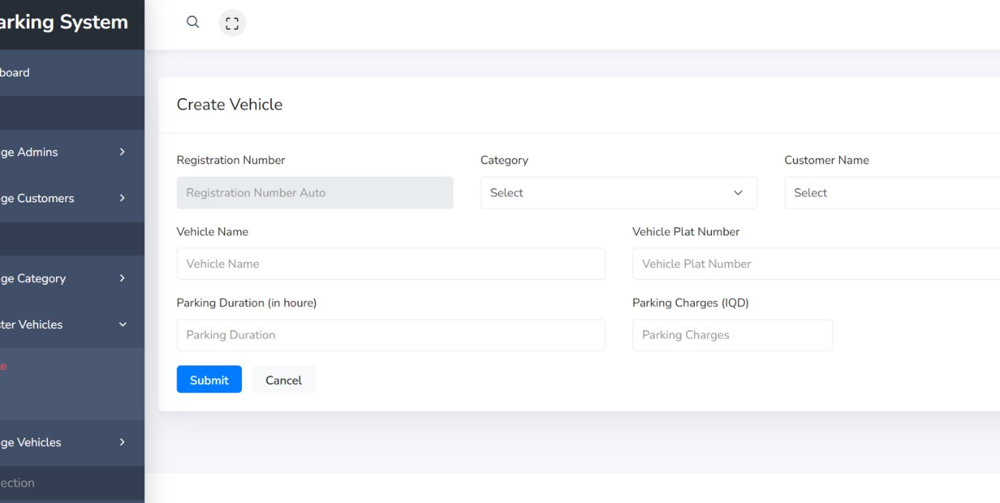 arking System
board
ge Admins
ge Customers
ge Category
ter Vehicles
te
ge Vehicles
ection
Create Vehicle
Registration Number
Category
Customer Name
Registration Number Auto
Select
Select
Vehicle Name
Vehicle Plat Number
Vehicle Name
Vehicle Plat Number
Parking Duration (in houre)
Parking Charges (IQD)
Parking Duration
Parking Charges
Submit
Cancel